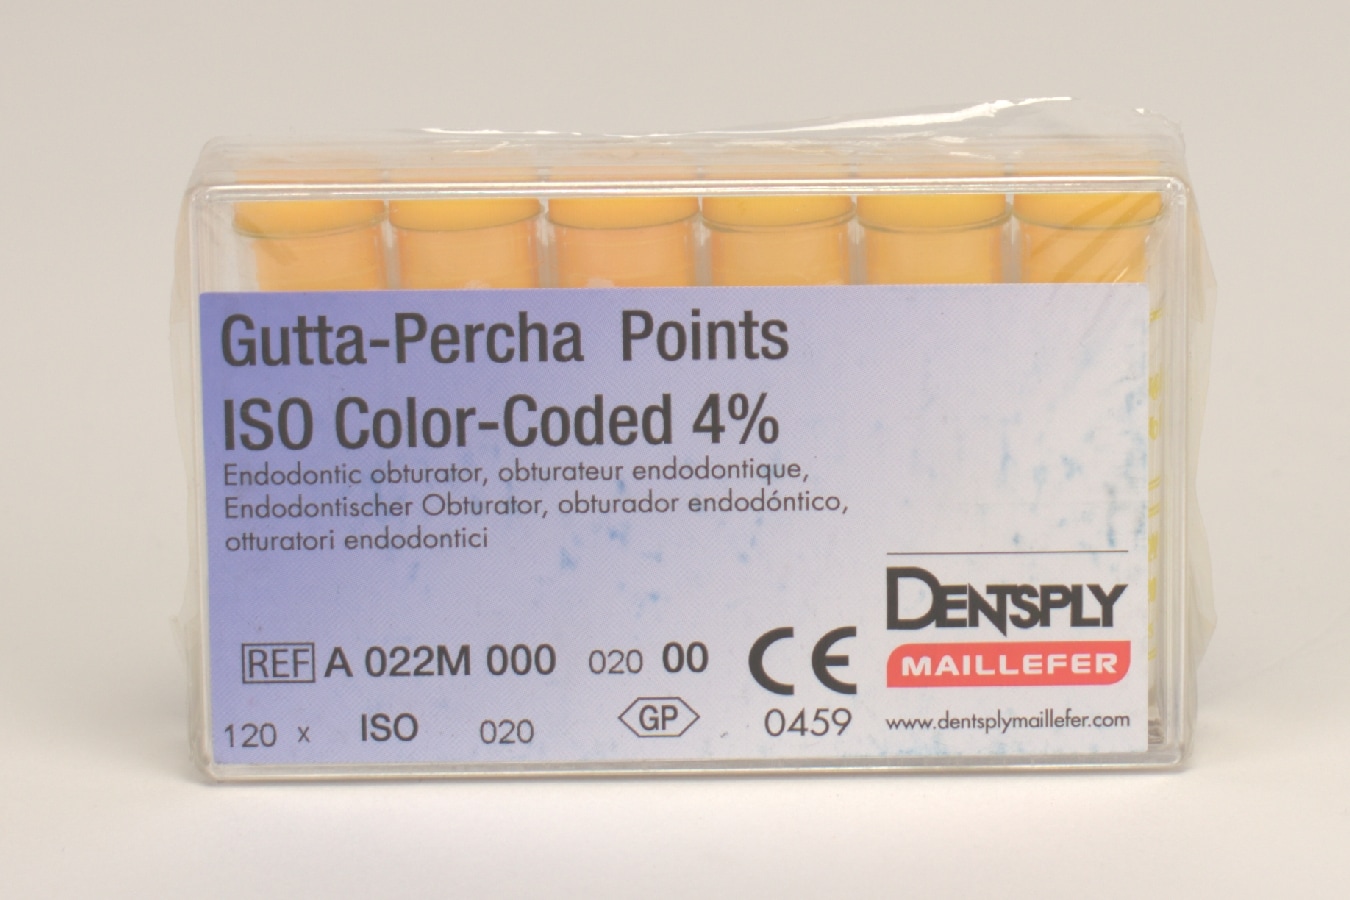 Gutta-Percha Points
ISO Color-Coded 4%
Endodontic obturator, obturateur endodontique,
Endodontischer Obturator, obturador endodóntico,
otturatori endodontici
DENTSPLY
MAILLEFER
www.dentsplymaillefer.com
REF A 022M 000 020 00
120 x ISO 020
GP
CE
0459